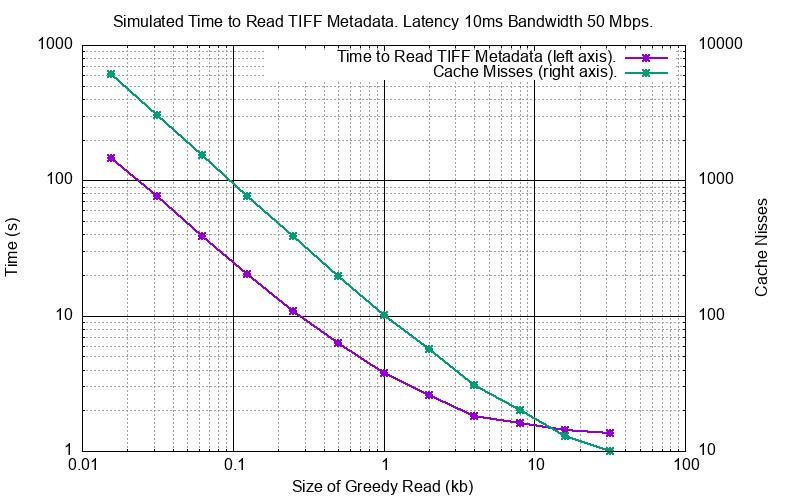 Simulated Time to Read TIFF Metadata. Latency 10ms Bandwidth 50 Mbps.
1000
10000
Time to Read TIFF Metadata (left axis).
Cache Misses (right axis).
100
1000
Time (s)
Cache Nisses
10
100
1
10
0.01
0.1
1
10
100
Size of Greedy Read (kb)